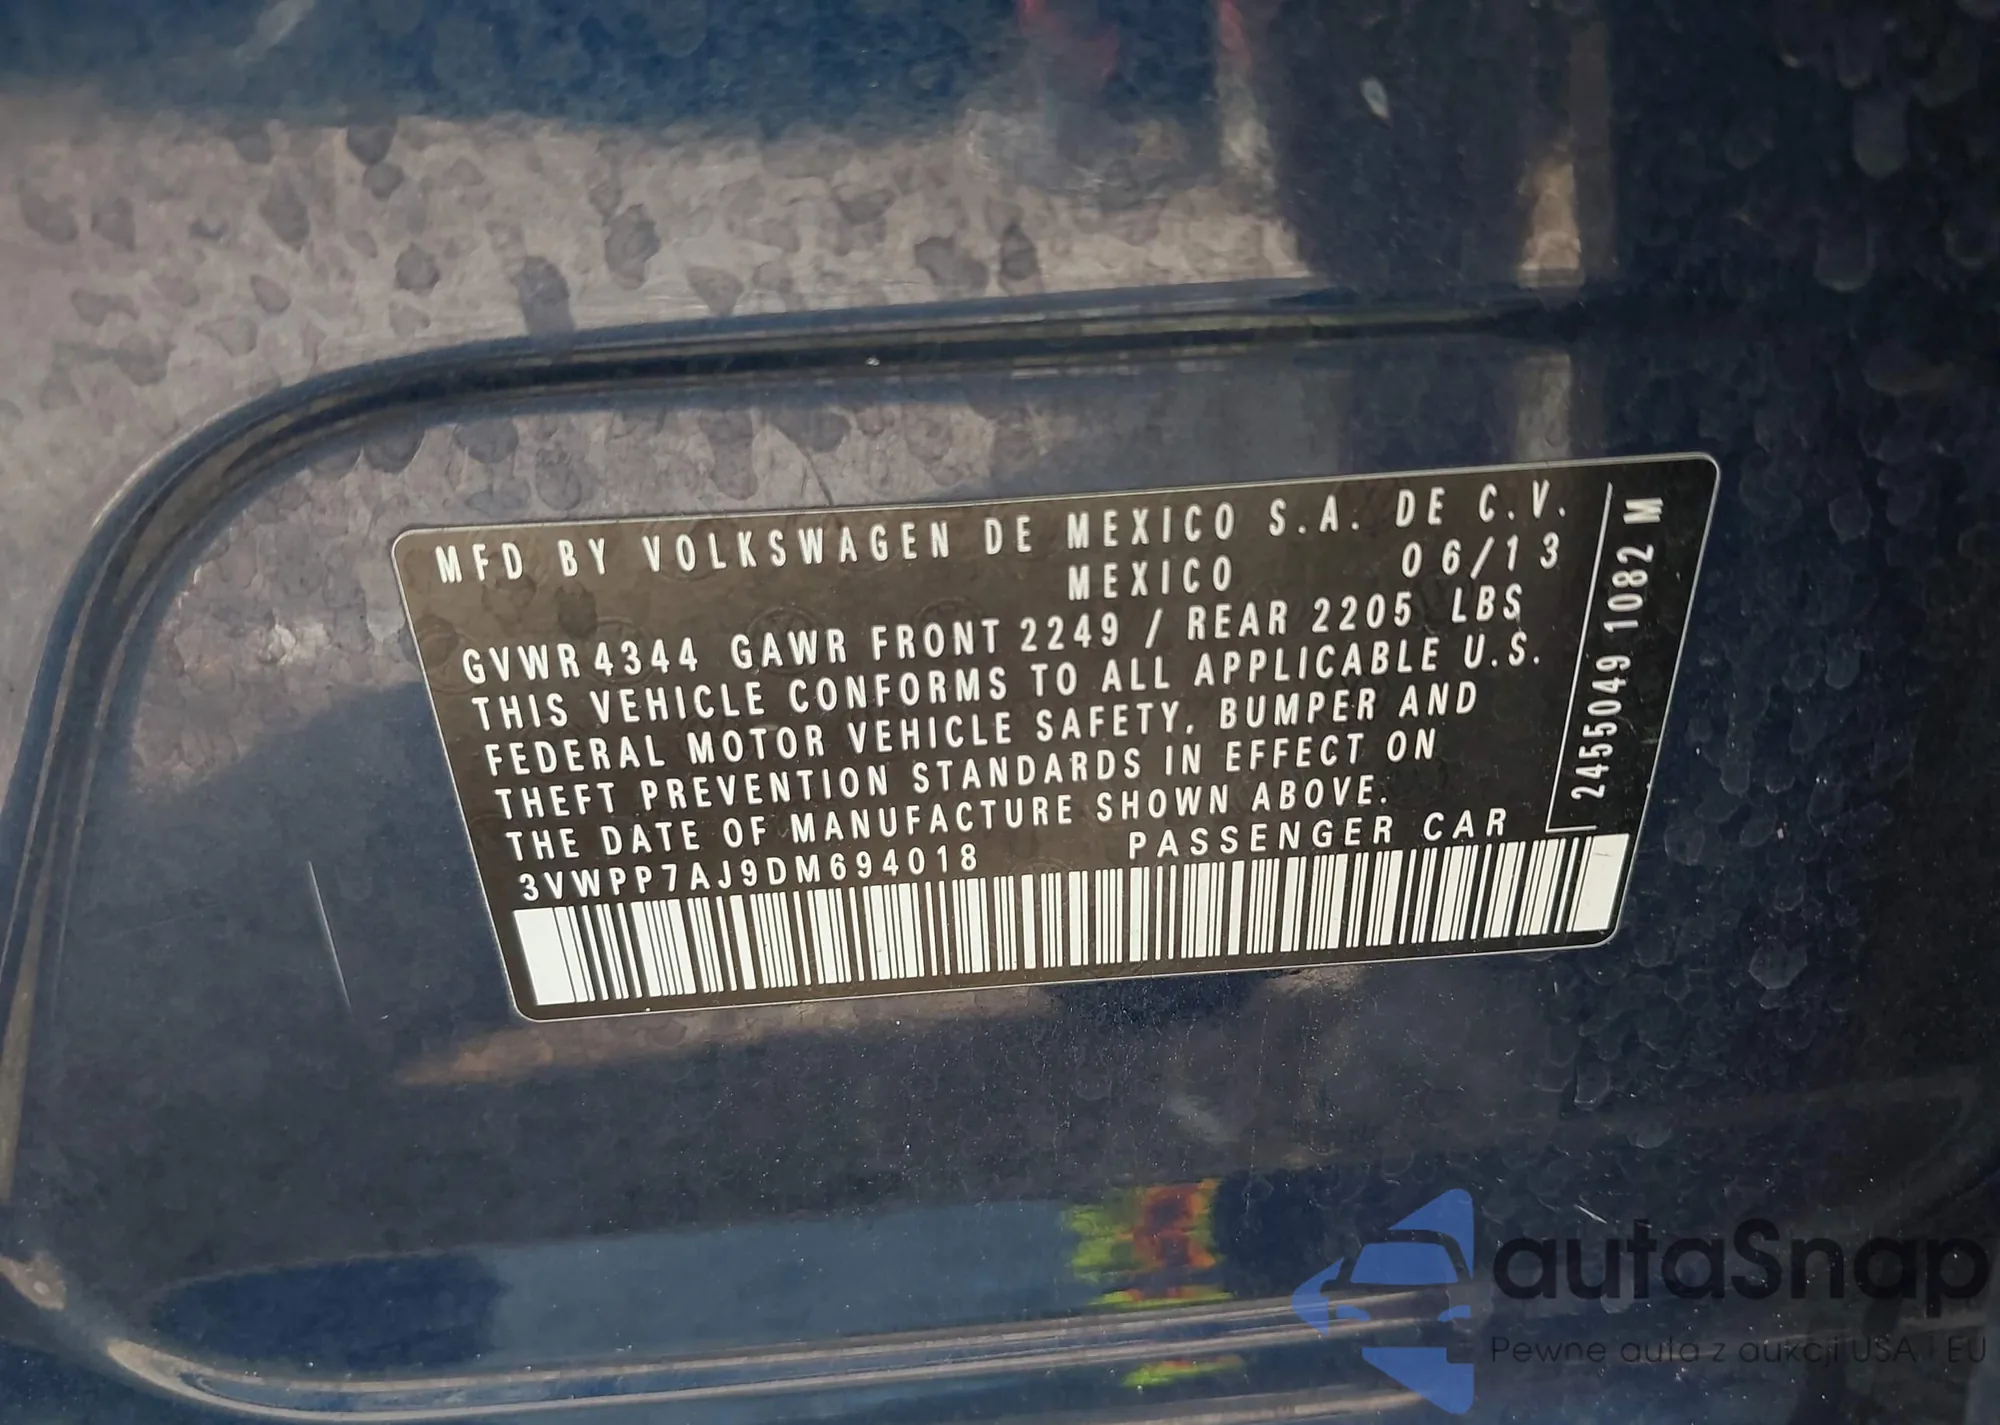 MFD BY VOLKSWAGEN DE MEXICO S.A. DE C.V.
MEXICO 06/13
GVWR 4344 GAWR FRONT 2249 / REAR 2205 LBS
THIS VEHICLE CONFORMS TO ALL APPLICABLE U.S.
FEDERAL MOTOR VEHICLE SAFETY, BUMPER AND
THEFT PREVENTION STANDARDS IN EFFECT ON
THE DATE OF MANUFACTURE SHOWN ABOVE.
3VWPP7AJ9DM694018 PASSENGER CAR
2455049 1082 M
autaSnap
Pewne auta z aukcji USA i EU